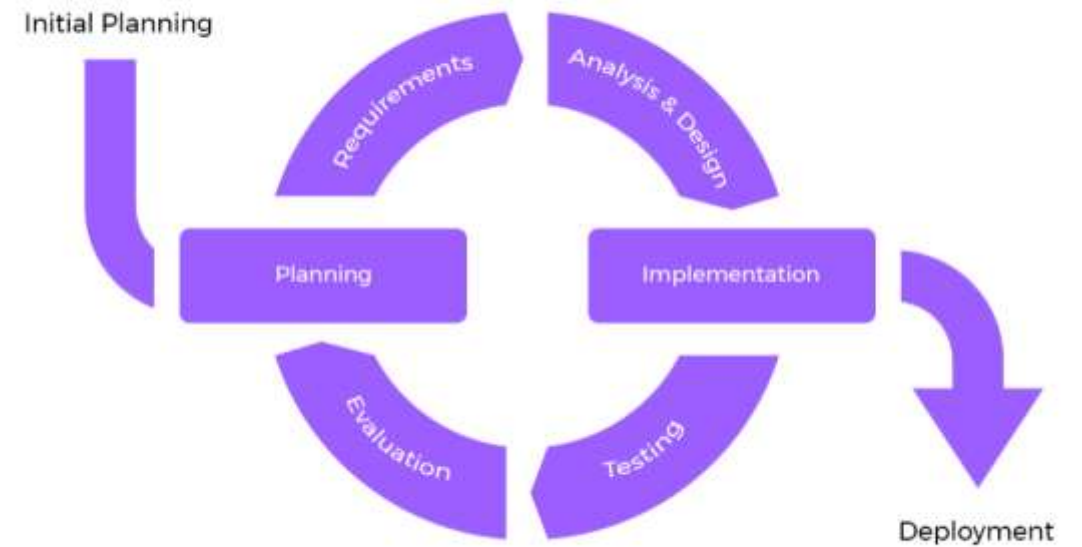 Initial Planning
Requirements
Analysis & Design
Planning
Implementation
Evaluation
Testing
Deployment